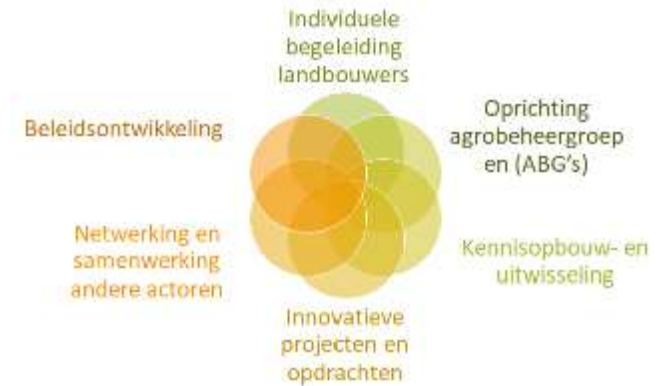 Individuele
begeleiding
landbouwers
Oprichting
agrobeheergroep
en (ABG's)
Kennisopbouw- en
uitwisseling
Innovatieve
projecten en
opdrachten
Netwerking en
samenwerking
andere actoren
Beleidsontwikkeling